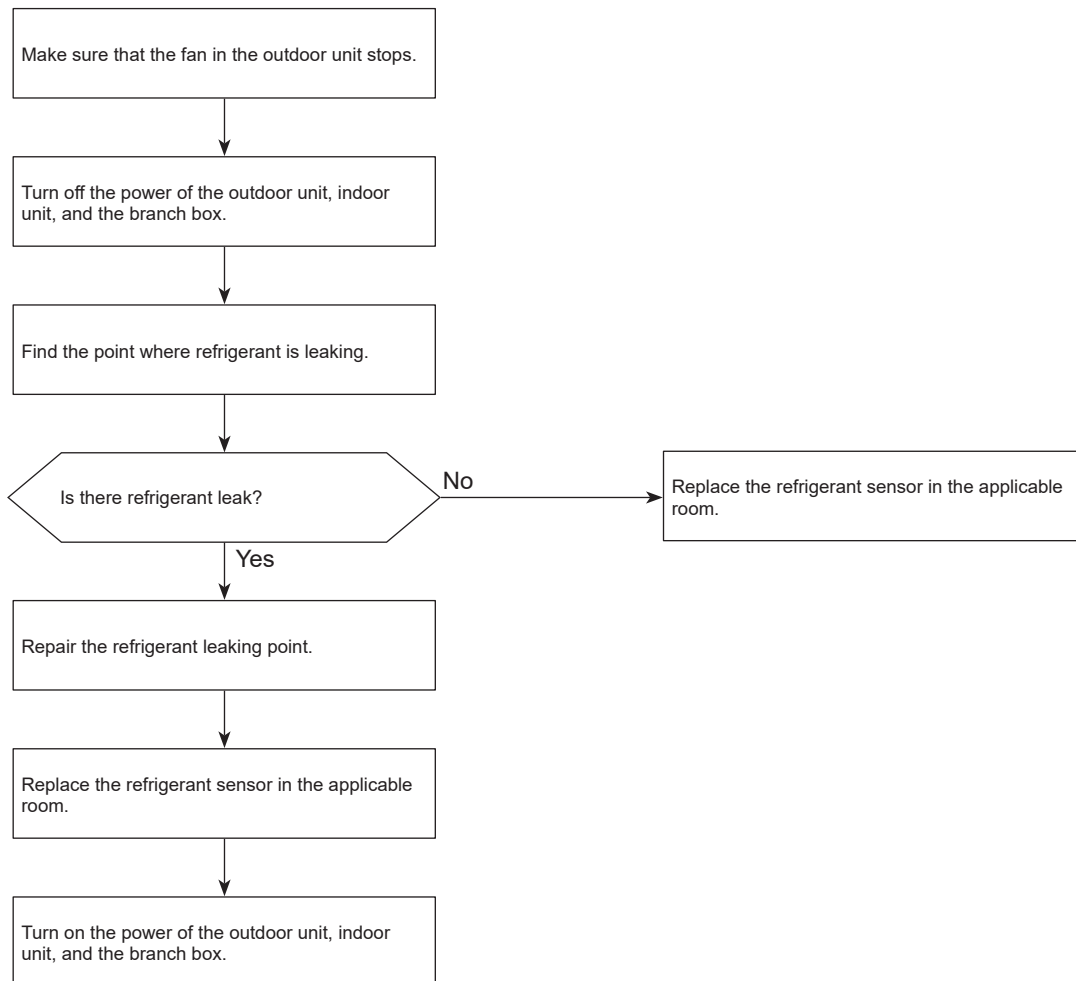 Make sure that the fan in the outdoor unit stops.
Turn off the power of the outdoor unit, indoor
unit, and the branch box.
Find the point where refrigerant is leaking.
Is there refrigerant leak?
No
Replace the refrigerant sensor in the applicable
room.
Yes
Repair the refrigerant leaking point.
Replace the refrigerant sensor in the applicable
room.
Turn on the power of the outdoor unit, indoor
unit, and the branch box.